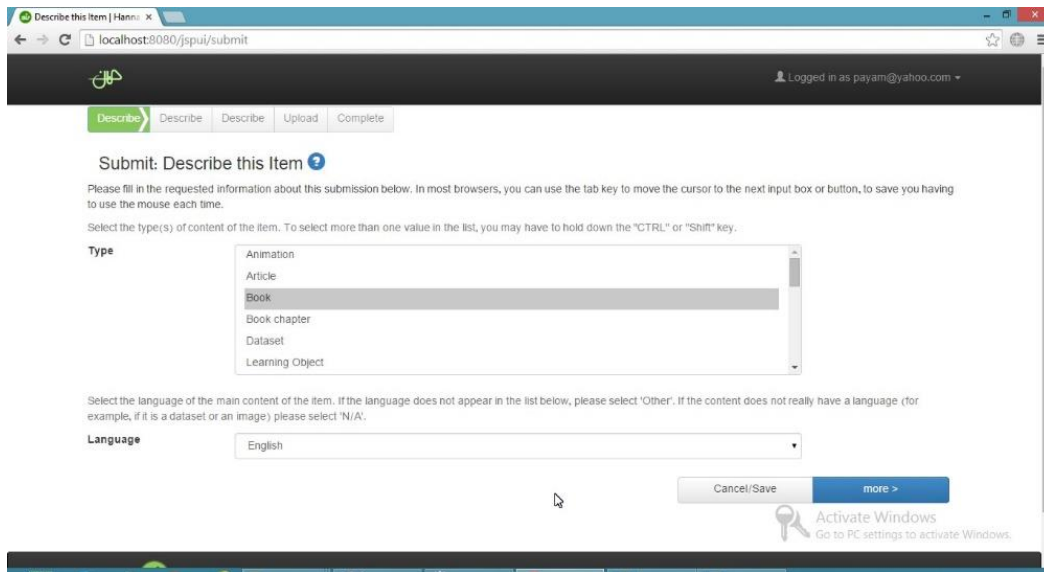 Describe this Item | Hanna
localhost:8080/jspui/submit
Logged in as payam@yahoo.com
Describe Describe Describe Upload Complete
Submit: Describe this Item ?
Please fill in the requested information about this submission below. In most browsers, you can use the tab key to move the cursor to the next input box or button, to save you having
to use the mouse each time.
Select the type(s) of content of the item. To select more than one value in the list, you may have to hold down the "CTRL" or "Shift" key.
Type
Animation
Article
Book
Book chapter
Dataset
Learning Object
Select the language of the main content of the item. If the language does not appear in the list below, please select 'Other'. If the content does not really have a language (for
example, if it is a dataset or an image) please select 'N/A'.
Language English
Cancel/Save more >
Activate Windows
Go to PC settings to activate Windows.